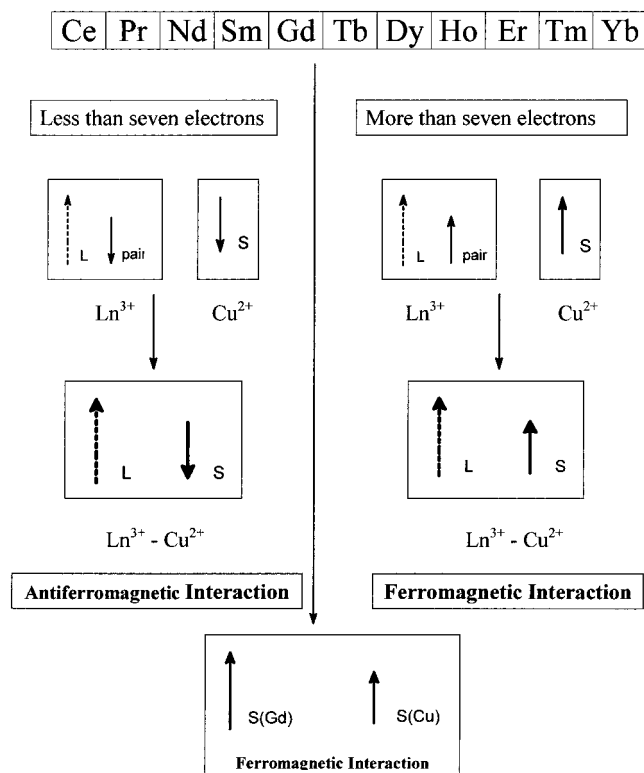 Ce Pr Nd Sm Gd Tb Dy Ho Er Tm Yb
Less than seven electrons
L pair S
Ln³⁺ Cu²⁺
L S
Ln³⁺ - Cu²⁺
Antiferromagnetic Interaction
More than seven electrons
L pair S
Ln³⁺ Cu²⁺
L S
Ln³⁺ - Cu²⁺
Ferromagnetic Interaction
S(Gd) S(Cu)
Ferromagnetic Interaction